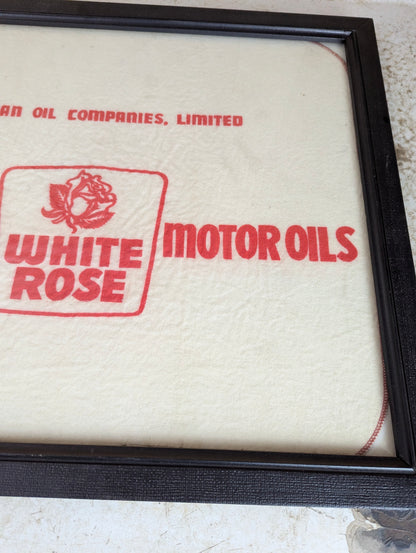 AN OIL COMPANIES, LIMITED
WHITE
ROSE
MOTOR OILS